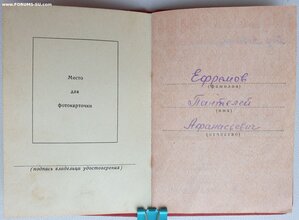 www.FORUMS-SU.com
Место
для
фотокарточки
(подпись владельца удостоверения)
Ефремов
(фамилия)
Пантелей
(имя)
Афанасьевич
(отчество)